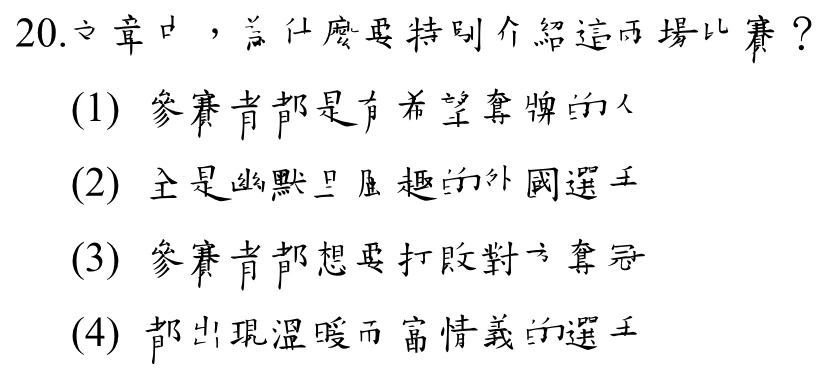 20.文章中，為什麼要特別介紹這兩場比賽？
(1) 參賽者都是有希望奪牌的人
(2) 全是幽默且風趣的外國選手
(3) 參賽者都想要打敗對方奪冠
(4) 都出現溫暖而富情義的選手